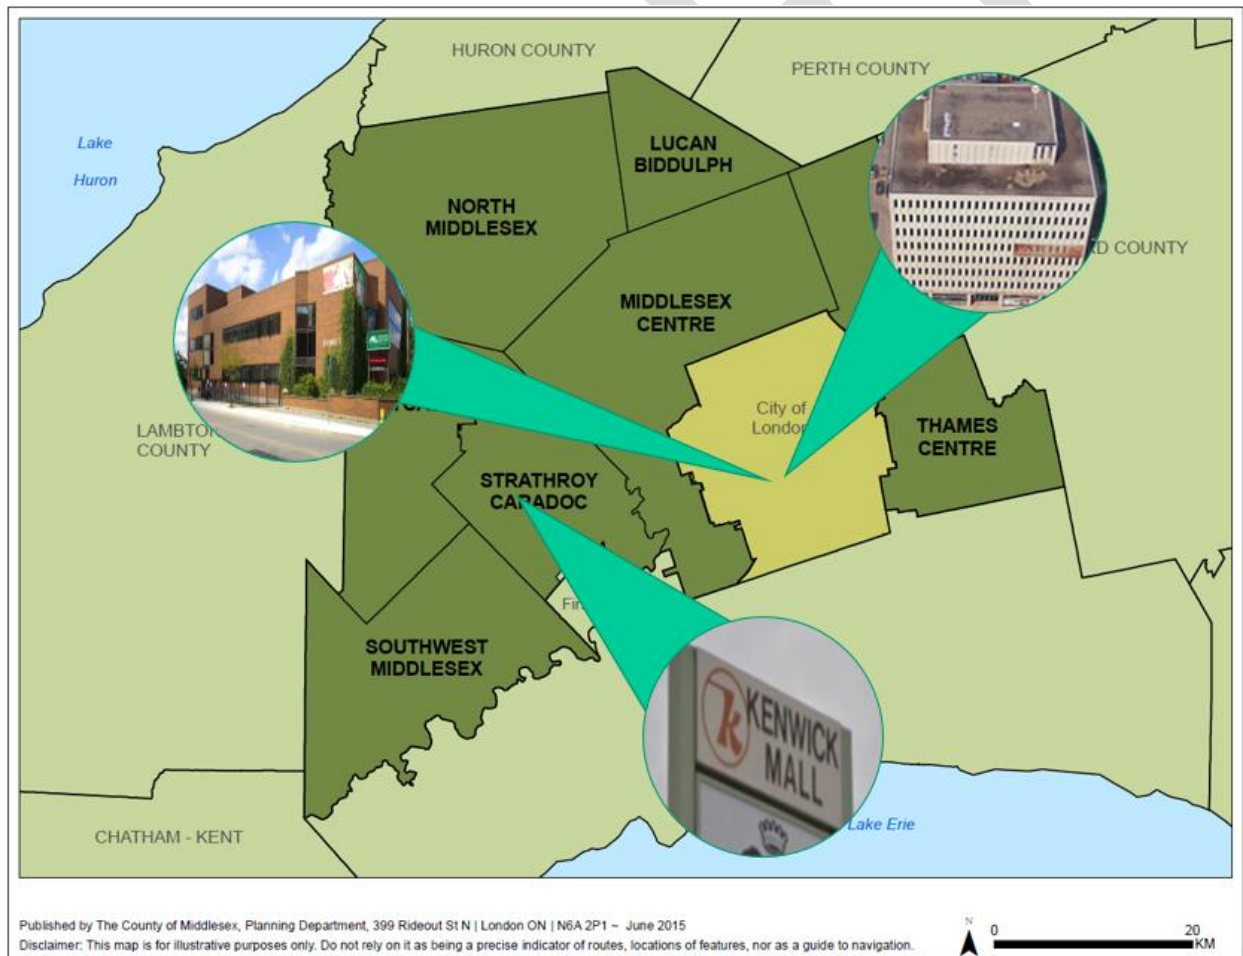 HURON COUNTY
PERTH COUNTY
Lake
Huron
LUCAN
BIDDULPH
NORTH
MIDDLESEX
RD COUNTY
MIDDLESEX
CENTRE
City of
London
LAMBTON
COUNTY
THAMES
CENTRE
STRATHROY
CARADOC
SOUTHWEST
MIDDLESEX
k KENWICK
MALL
Lake Erie
CHATHAM - KENT
Published by The County of Middlesex, Planning Department, 399 Rideout St N | London ON | N6A 2P1 ~ June 2015
Disclaimer: This map is for illustrative purposes only. Do not rely on it as being a precise indicator of routes, locations of features, nor as a guide to navigation.
N
0 20
KM